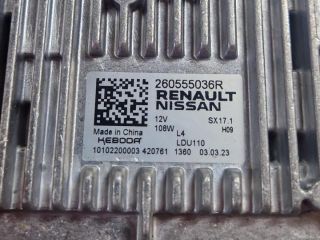 260555036R
RENAULT
NISSAN
12V SX17.1
108W L4 H09
Made in China
KEBODA LDU110
10102200003 420761 1360 03.03.23